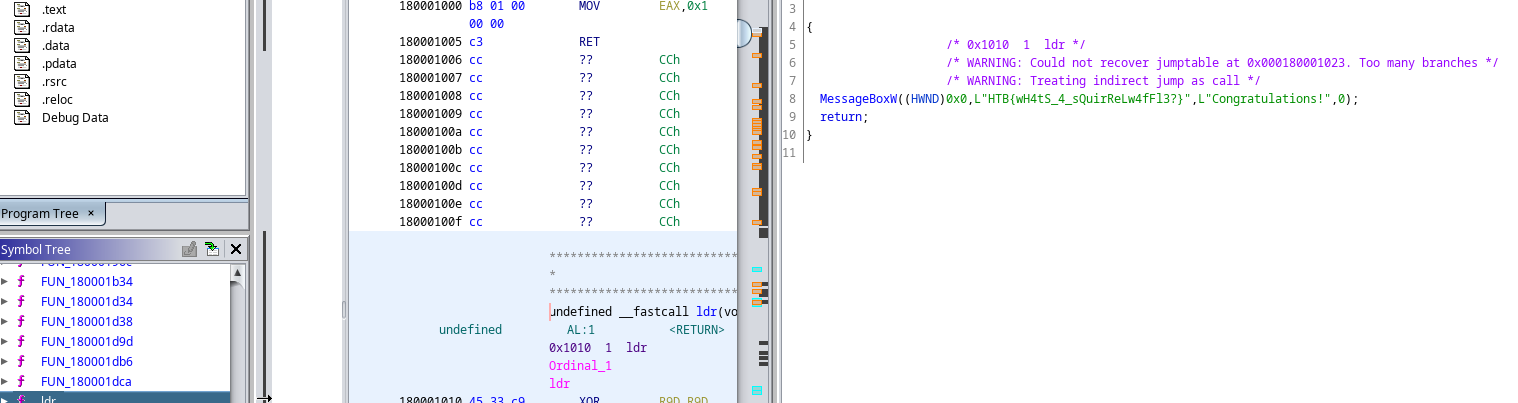 .text
.rdata
.data
.pdata
.rsrc
.reloc
Debug Data
Program Tree ×
Symbol Tree
FUN_180001b34
FUN_180001d34
FUN_180001d38
FUN_180001d9d
FUN_180001db6
FUN_180001dca
ldr
180001000 b8 01 00 MOV EAX,0x1
00 00
180001005 c3 RET
180001006 cc ?? CCh
180001007 cc ?? CCh
180001008 cc ?? CCh
180001009 cc ?? CCh
18000100a cc ?? CCh
18000100b cc ?? CCh
18000100c cc ?? CCh
18000100d cc ?? CCh
18000100e cc ?? CCh
18000100f cc ?? CCh
**************************
*
**************************
undefined __fastcall ldr(vo
undefined AL:1 <RETURN>
0x1010 1 ldr
Ordinal_1
ldr
180001010 45 33 c9 XOR R9D,R9D
3
4 {
5 /* 0x1010 1 ldr */
6 /* WARNING: Could not recover jumptable at 0x000180001023. Too many branches */
7 /* WARNING: Treating indirect jump as call */
8 MessageBoxW((HWND)0x0,L"HTB{wH4tS_4_sQuirReLw4fFl3?}",L"Congratulations!",0);
9 return;
10 }
11